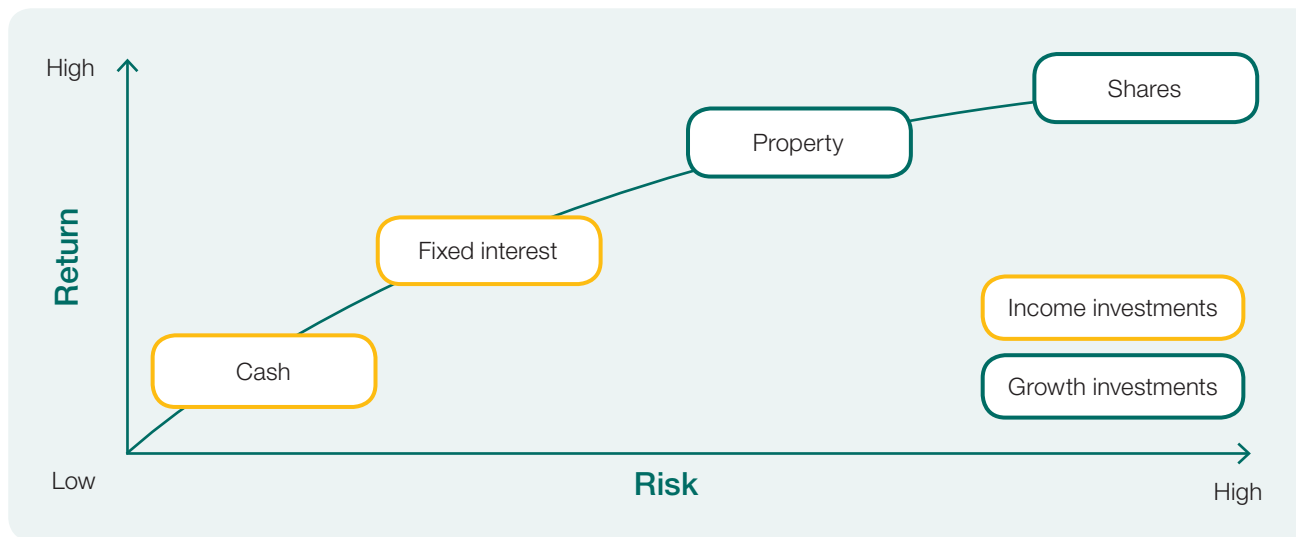 High
Shares
Property
Return
Fixed interest
Income investments
Cash
Growth investments
Low
Risk
High